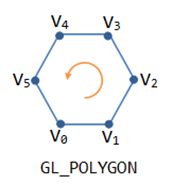 V₄ V₃
V₅ V₂
V₀ V₁
GL_POLYGON